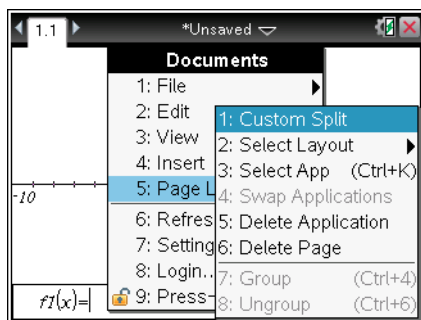 1.1 *Unsaved
Documents
1: File
2: Edit
3: View
4: Insert
5: Page L
6: Refres
7: Setting
8: Login..
9: Press-
1: Custom Split
2: Select Layout
3: Select App (Ctrl+K)
4: Swap Applications
5: Delete Application
6: Delete Page
7: Group (Ctrl+4)
8: Ungroup (Ctrl+6)
-10
f1(x)=